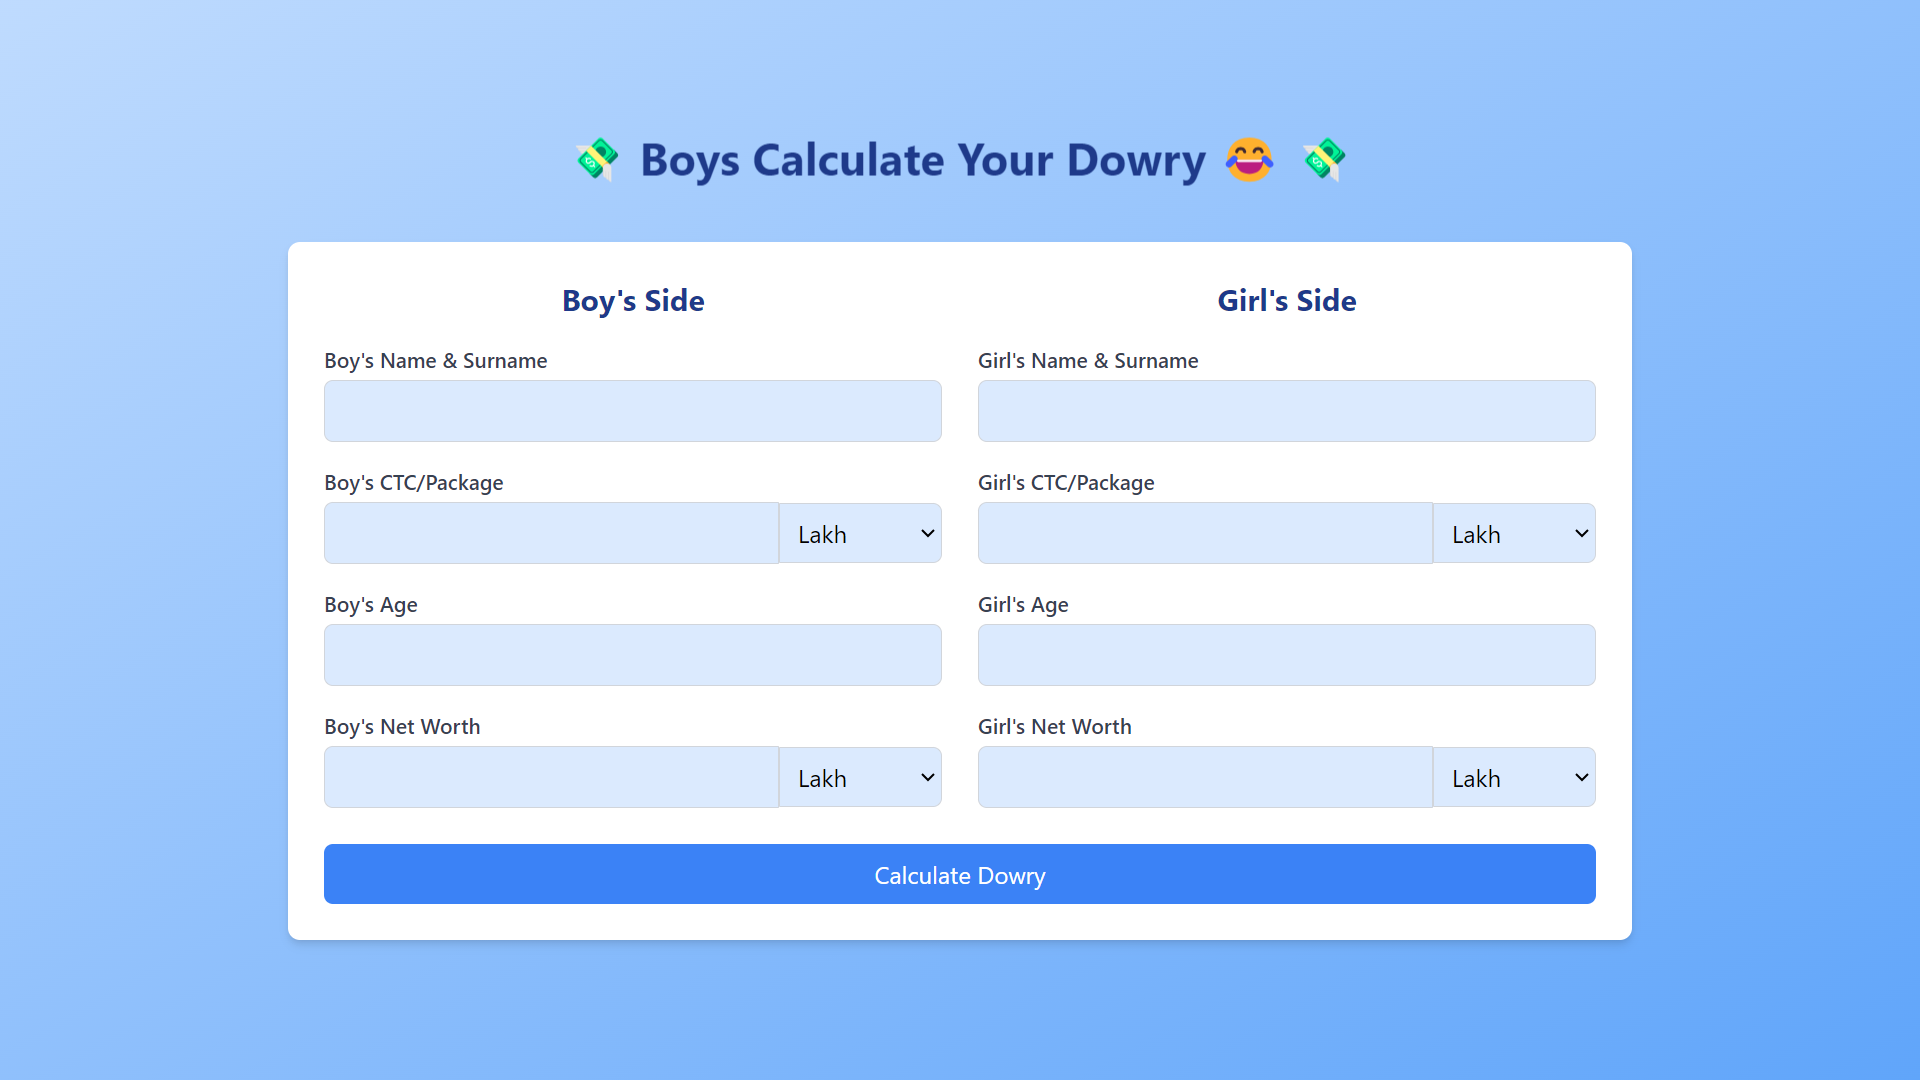 💸 Boys Calculate Your Dowry 😂 💸
Boy's Side
Boy's Name & Surname
Boy's CTC/Package
Lakh
Boy's Age
Boy's Net Worth
Lakh
Girl's Side
Girl's Name & Surname
Girl's CTC/Package
Lakh
Girl's Age
Girl's Net Worth
Lakh
Calculate Dowry